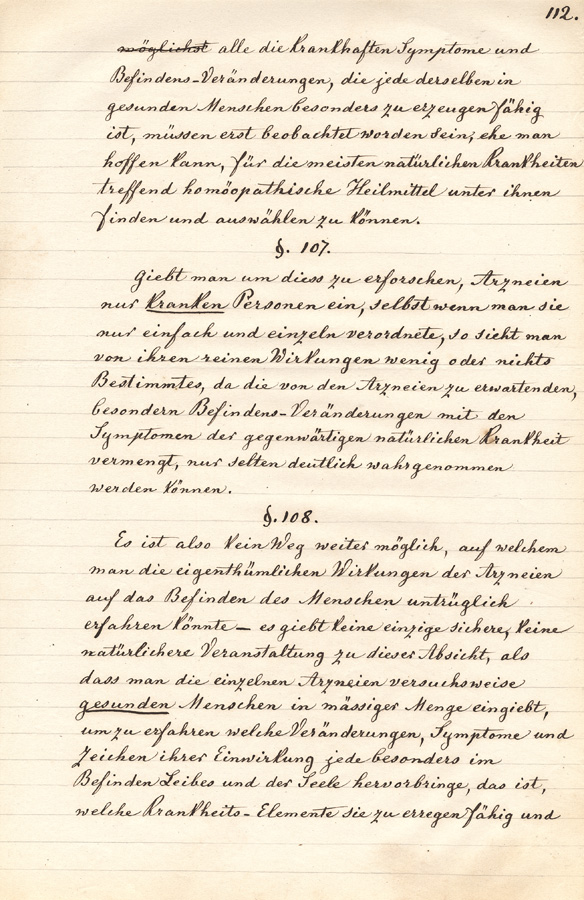 112.
möglichst alle die krankhaften Symptome und
Befindens-Veränderungen, die jede derselben in
gesunden Menschen besonders zu erzeugen fähig
ist, müssen erst beobachtet worden sein, ehe man
hoffen kann, für die meisten natürlichen Krankheiten
treffend homöopathische Heilmittel unter ihnen
finden und auswählen zu können.
§. 107.
Giebt man um diess zu erforschen, Arzneien
nur kranken Personen ein, selbst wenn man sie
nur einfach und einzeln verordnete, so sieht man
von ihren reinen Wirkungen wenig oder nichts
Bestimmtes, da die von den Arzneien zu erwartenden,
besondern Befindens-Veränderungen mit den
Symptomen der gegenwärtigen natürlichen Krankheit
vermengt, nur selten deutlich wahrgenommen
werden können.
§. 108.
Es ist also kein Weg weiter möglich, auf welchem
man die eigenthümlichen Wirkungen der Arzneien
auf das Befinden des Menschen untrüglich
erfahren könnte – es giebt keine einzige sichere, keine
natürlichere Veranstaltung zu dieser Absicht, als
dass man die einzelnen Arzneien versuchsweise
gesunden Menschen in mässiger Menge eingiebt,
um zu erfahren welche Veränderungen, Symptome und
Zeichen ihrer Einwirkung jede besonders im
Befinden Leibes und der Seele hervorbringe, das ist,
welche Krankheits-Elemente sie zu erregen fähig und